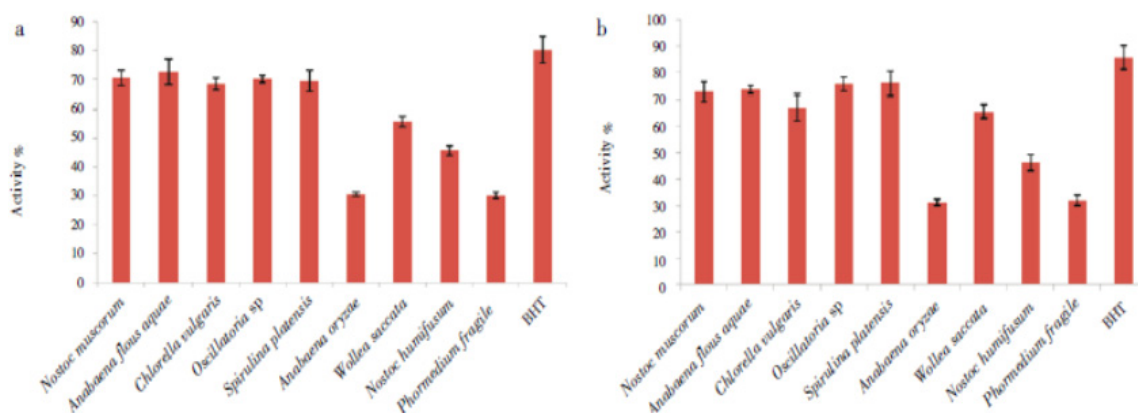 a
90
80
70
60
50
40
30
20
10
0
Activity %
Nostoc muscorum
Anabaena flous aquae
Chlorella vulgaris
Oscillatoria sp
Spirulina platensis
Anabaena oryzae
Wollea saccata
Nostoc humifusum
Phormedium fragile
BHT
b
100
90
80
70
60
50
40
30
20
10
0
Activity %
Nostoc muscorum
Anabaena flous aquae
Chlorella vulgaris
Oscillatoria sp
Spirulina platensis
Anabaena oryzae
Wollea saccata
Nostoc humifusum
Phormedium fragile
BHT